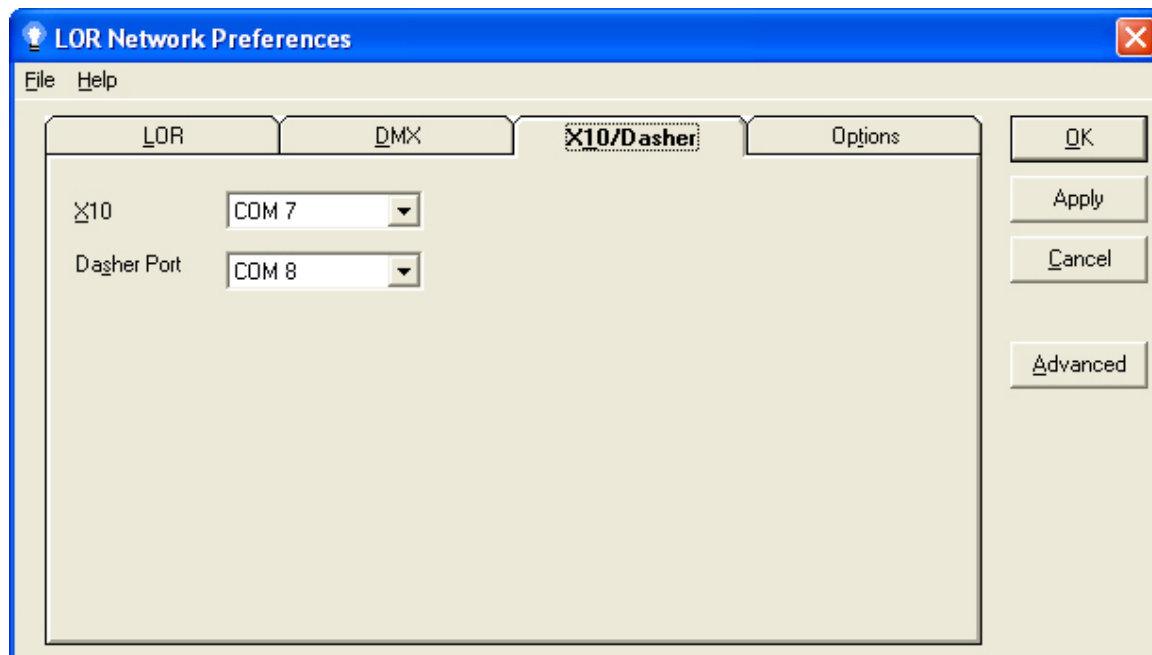 LOR Network Preferences
File Help
LOR DMX X10/Dasher Options
OK
X10 COM 7
Apply
Dasher Port COM 8
Cancel
Advanced